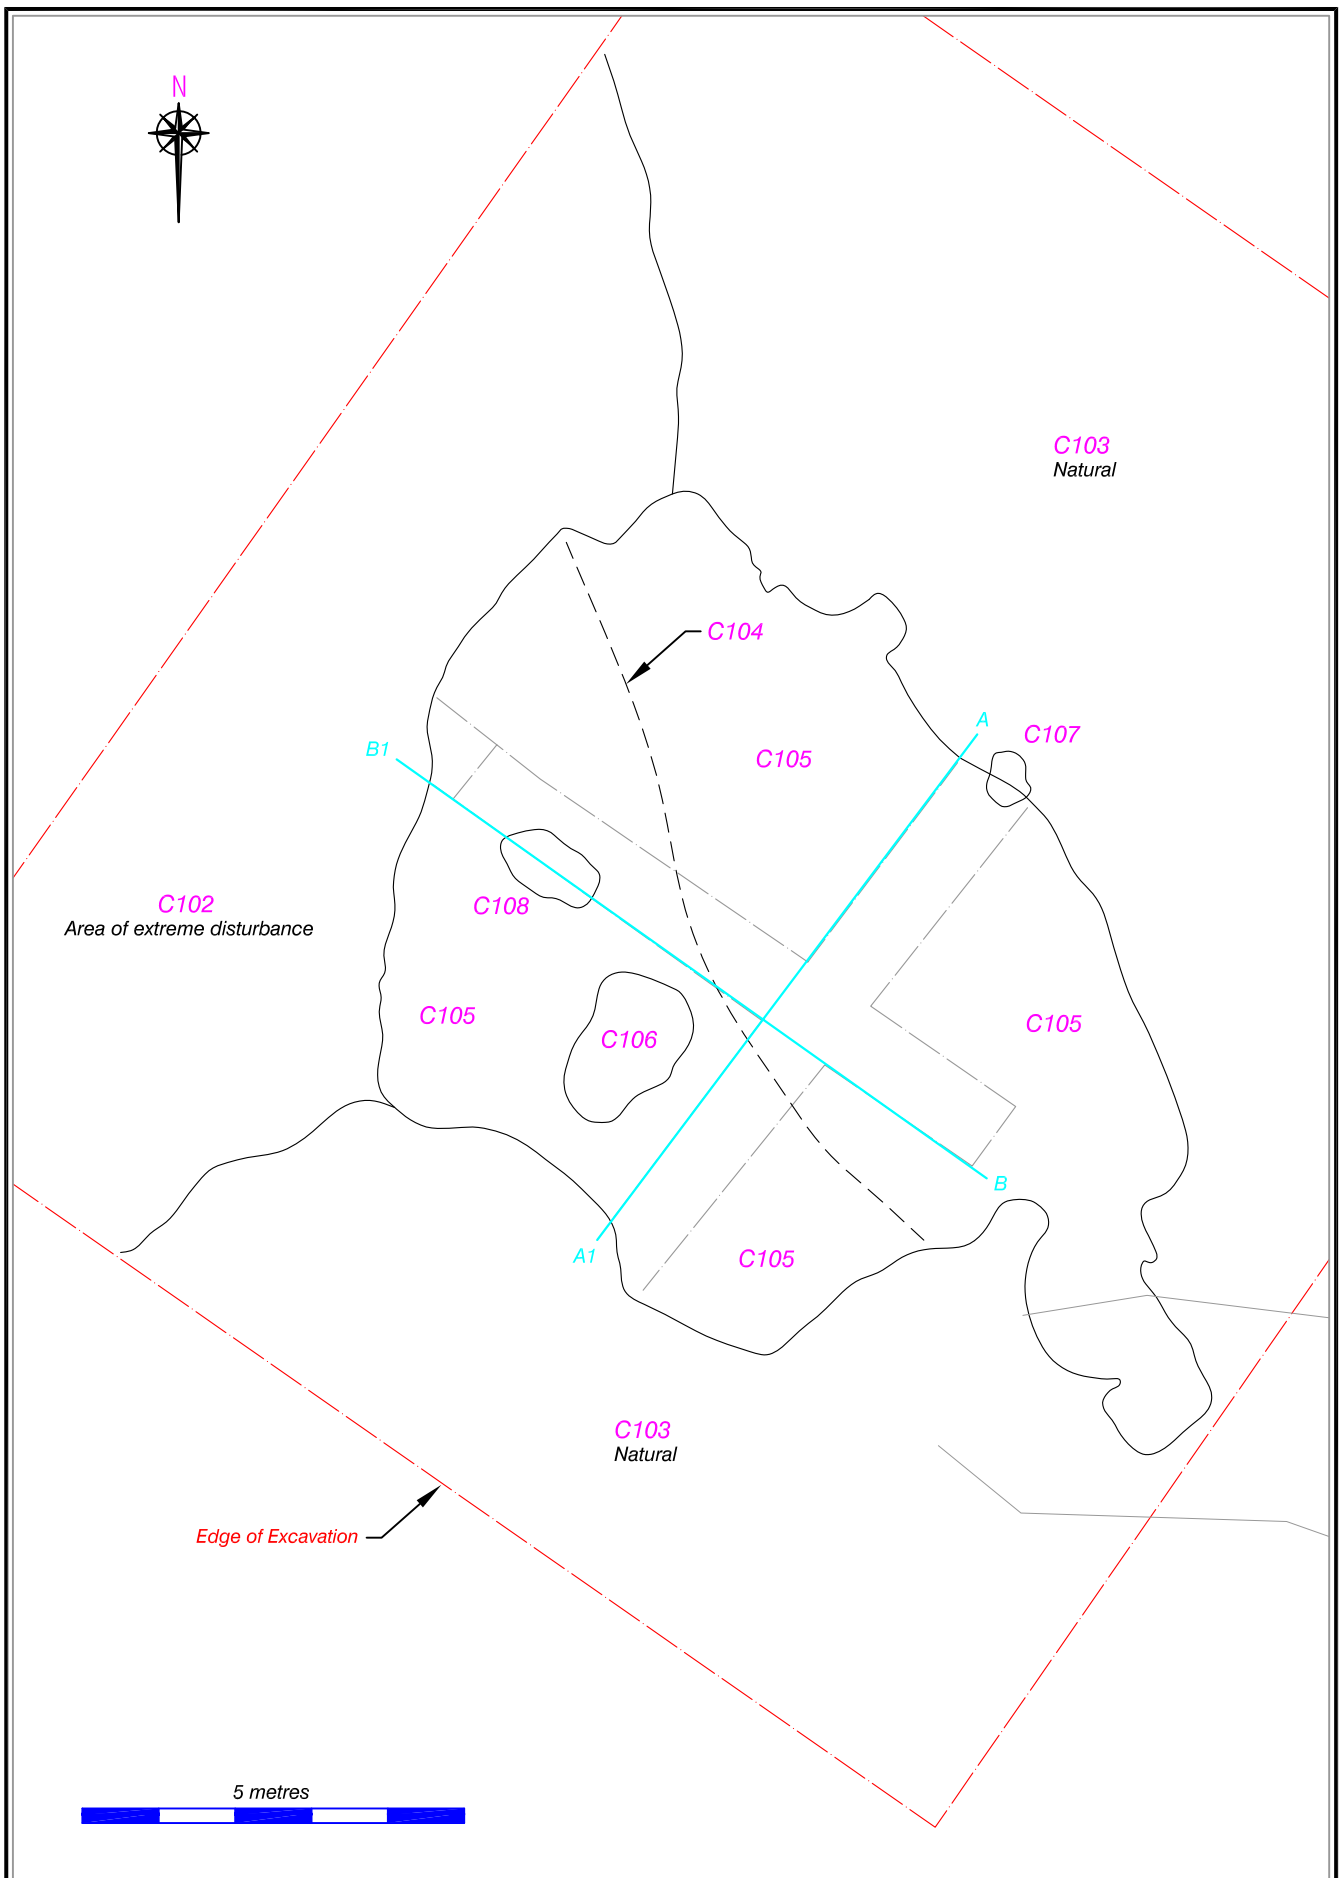 N
C103
Natural
C104
A
C107
B1
C105
C102
Area of extreme disturbance
C108
C105
C106
C105
B
A1
C105
C103
Natural
Edge of Excavation
5 metres